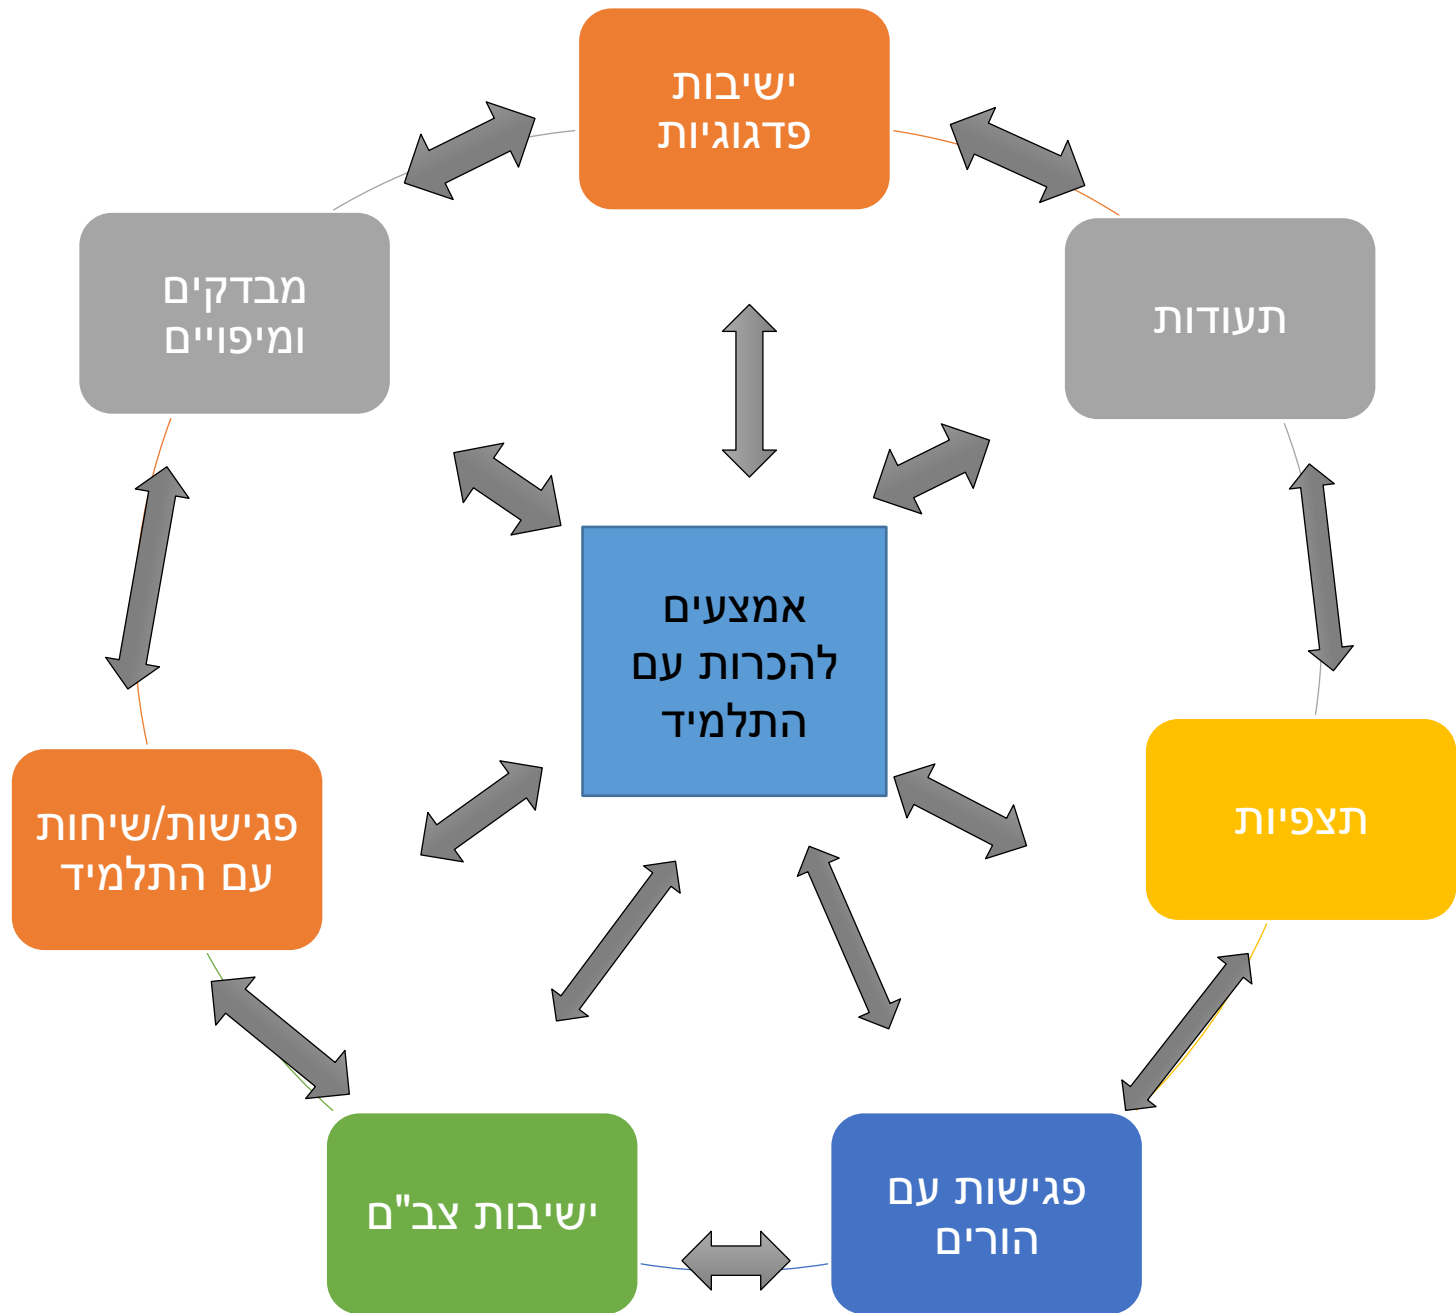 ישיבות
פדגוגיות
תעודות
תצפיות
פגישות עם
הורים
ישיבות צב"ם
פגישות/שיחות
עם התלמיד
מבדקים
ומיפויים
אמצעים
להכרות עם
התלמיד